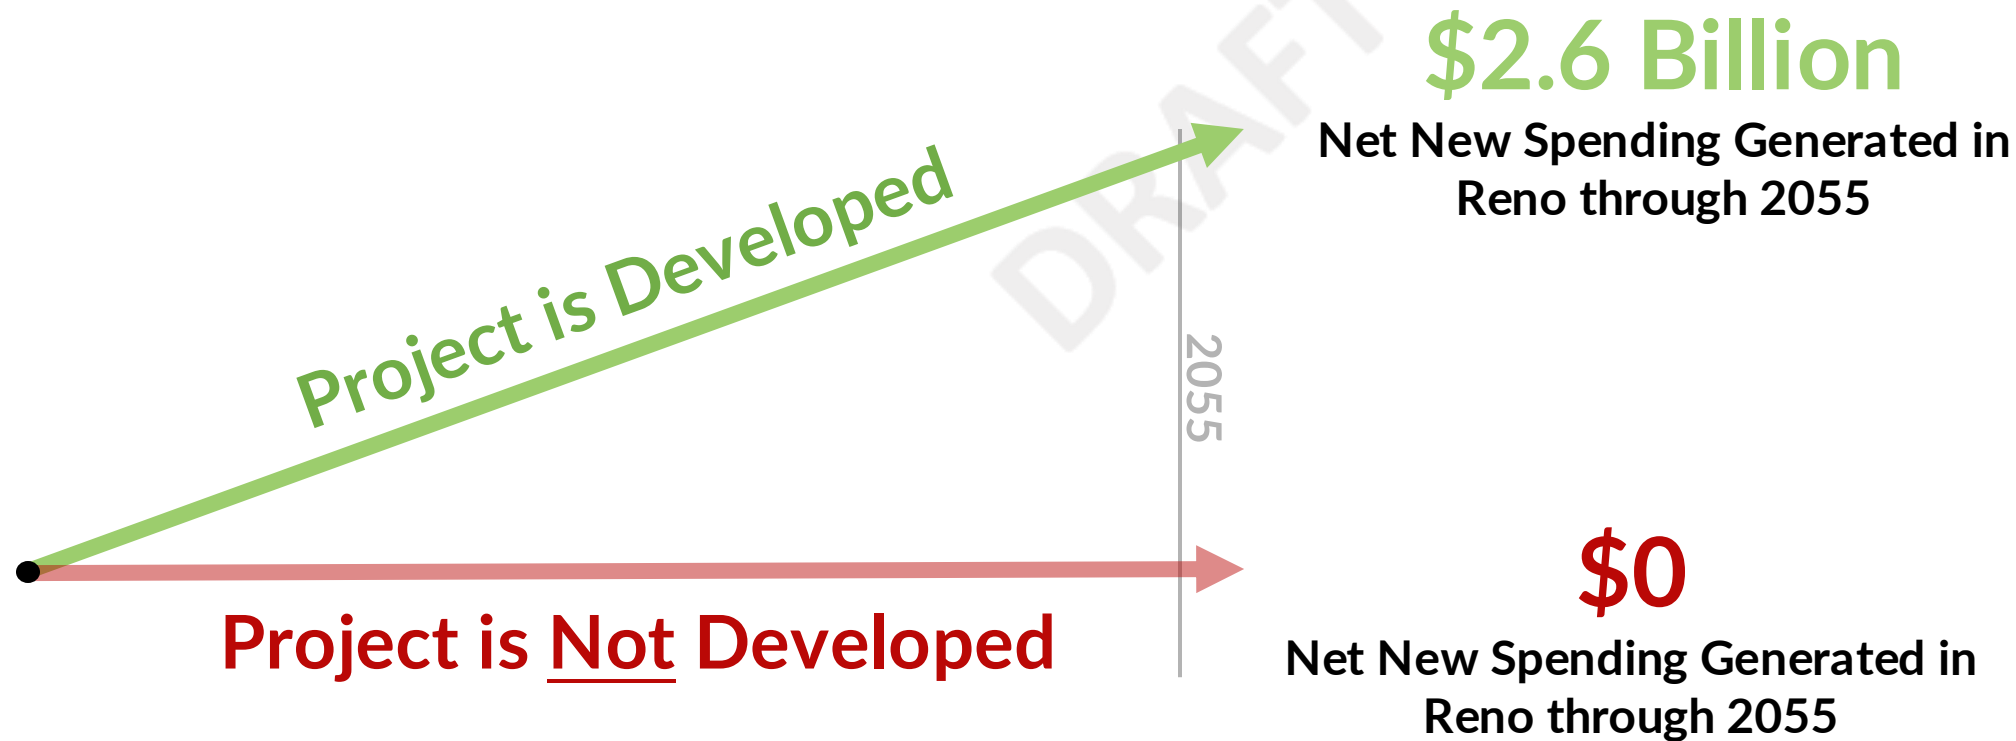 $2.6 Billion
Net New Spending Generated in
Reno through 2055
Project is Developed
DRAFT
2055
Project is Not Developed
$0
Net New Spending Generated in
Reno through 2055